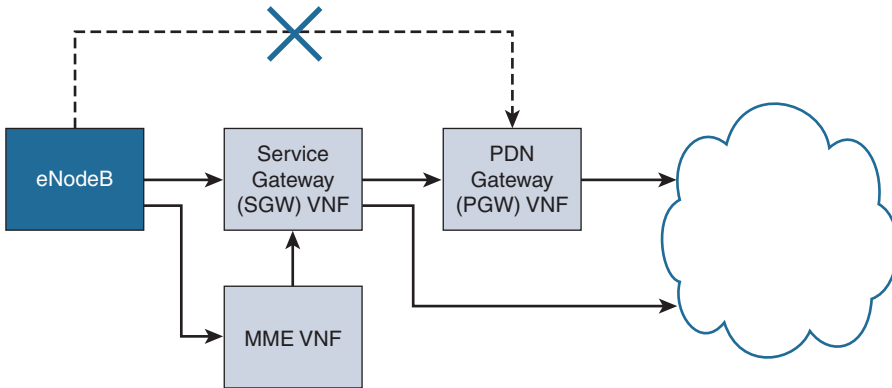 eNodeB
Service
Gateway
(SGW) VNF
PDN
Gateway
(PGW) VNF
MME VNF